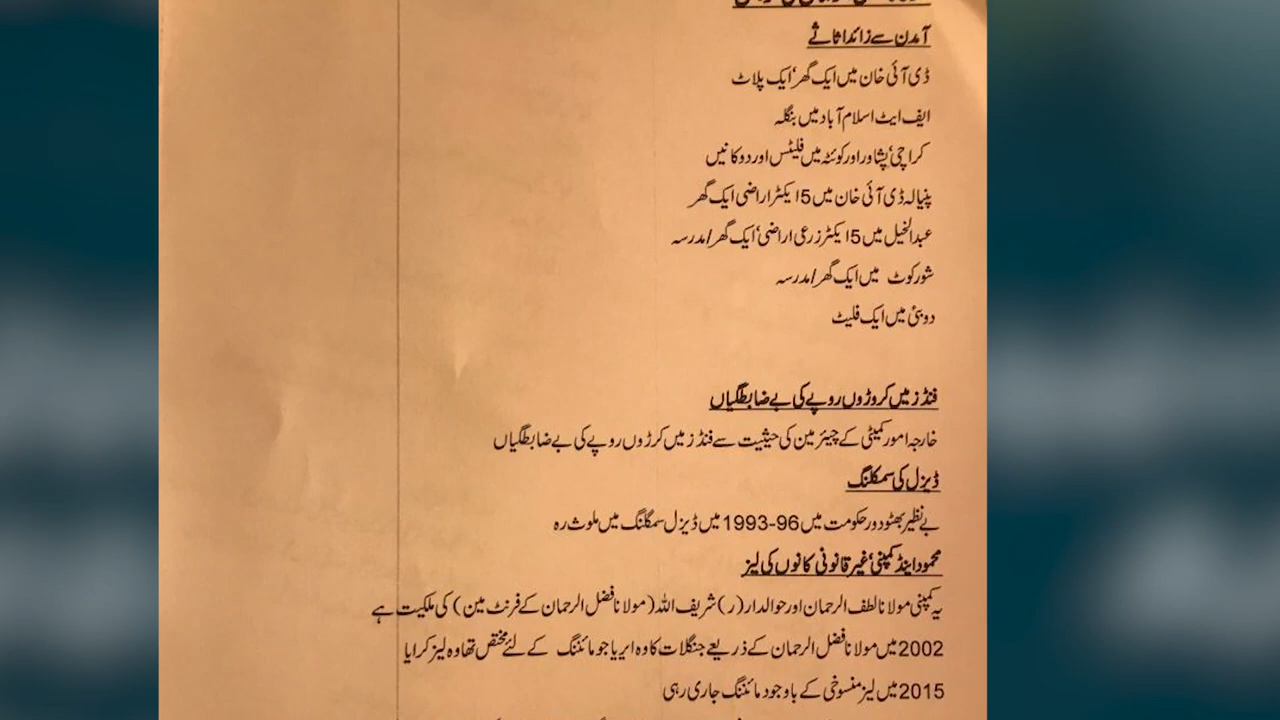 آمدن سے زائد اثاثے
ڈی آئی خان میں ایک گھر، ایک پلاٹ
ایف ایٹ اسلام آباد میں بنگلہ
کراچی، پشاور اور کوئٹہ میں فلیٹس اور دوکانیں
پنیالہ ڈی آئی خان میں 5 ایکٹر اراضی ایک گھر
عبدالخیل میں 5 ایکٹر زرعی اراضی، ایک گھر/مدرسہ
شورکوٹ میں ایک گھر/مدرسہ
دوبئی میں ایک فلیٹ
فنڈز میں کروڑوں روپے کی بے ضابطگیاں
خارجہ امور کمیٹی کے چیئرمین کی حیثیت سے فنڈز میں کرڑوں روپے کی بے ضابطگیاں
ڈیزل کی سمکلنگ
بے نظیر بھٹو دور حکومت میں 96-1993 میں ڈیزل سمگلنگ میں ملوث رہ
محمود اینڈ کمپنی، غیر قانونی کانوں کی لیز
یہ کمپنی مولانا لطف الرحمان اور حوالدار (ر) شریف اللہ (مولانا فضل الرحمان کے فرنٹ مین) کی ملکیت ہے
2002 میں مولانا فضل الرحمان کے ذریعے جنگلات کا وہ ایریا جو مائننگ کے لئے مختص تھا وہ لیز کرایا
2015 میں لیز منسوخی کے باوجود مائننگ جاری رہی